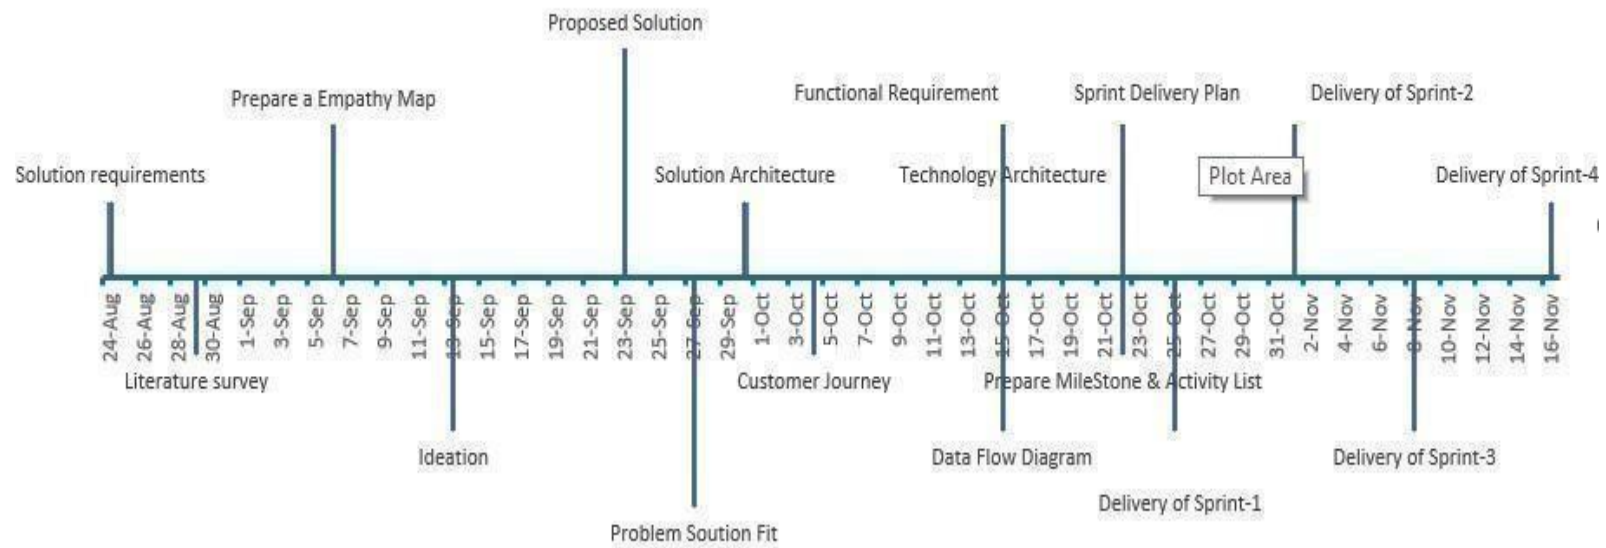 Proposed Solution
Prepare a Empathy Map
Functional Requirement
Sprint Delivery Plan
Delivery of Sprint-2
Solution requirements
Solution Architecture
Technology Architecture
Plot Area
Delivery of Sprint-4
24-Aug
26-Aug
28-Aug
30-Aug
1-Sep
3-Sep
5-Sep
7-Sep
9-Sep
11-Sep
13-Sep
15-Sep
17-Sep
19-Sep
21-Sep
23-Sep
25-Sep
27-Sep
29-Sep
1-Oct
3-Oct
5-Oct
7-Oct
9-Oct
11-Oct
13-Oct
15-Oct
17-Oct
19-Oct
21-Oct
23-Oct
25-Oct
27-Oct
29-Oct
31-Oct
2-Nov
4-Nov
6-Nov
8-Nov
10-Nov
12-Nov
14-Nov
16-Nov
Literature survey
Customer Journey
Prepare MileStone & Activity List
Ideation
Data Flow Diagram
Delivery of Sprint-3
Delivery of Sprint-1
Problem Soution Fit